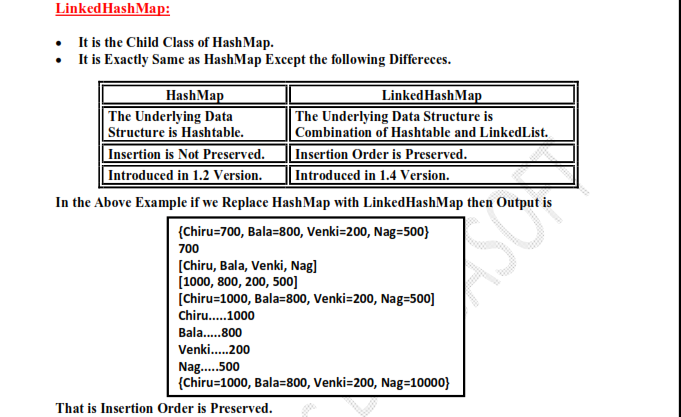 LinkedHashMap:
• It is the Child Class of HashMap.
• It is Exactly Same as HashMap Except the following Differeces.
HashMap LinkedHashMap
The Underlying Data Structure is Hashtable. The Underlying Data Structure is Combination of Hashtable and LinkedList.
Insertion is Not Preserved. Insertion Order is Preserved.
Introduced in 1.2 Version. Introduced in 1.4 Version.
In the Above Example if we Replace HashMap with LinkedHashMap then Output is
{Chiru=700, Bala=800, Venki=200, Nag=500}
700
[Chiru, Bala, Venki, Nag]
[1000, 800, 200, 500]
[Chiru=1000, Bala=800, Venki=200, Nag=500]
Chiru.....1000
Bala.....800
Venki.....200
Nag.....500
{Chiru=1000, Bala=800, Venki=200, Nag=10000}
That is Insertion Order is Preserved.